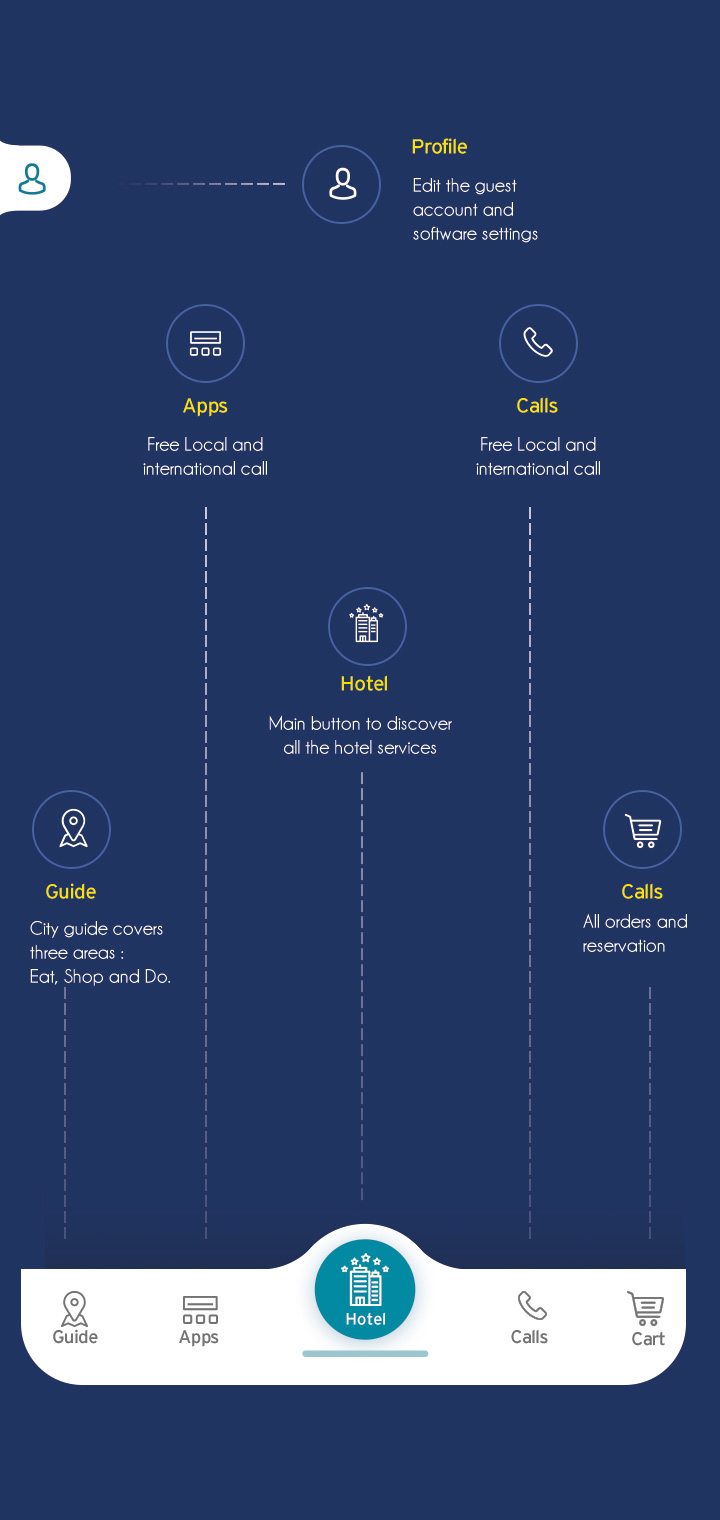 Profile
Edit the guest
account and
software settings
Apps
Free Local and
international call
Calls
Free Local and
international call
Hotel
Main button to discover
all the hotel services
Guide
City guide covers
three areas :
Eat, Shop and Do.
Calls
All orders and
reservation
Guide
Apps
Hotel
Calls
Cart